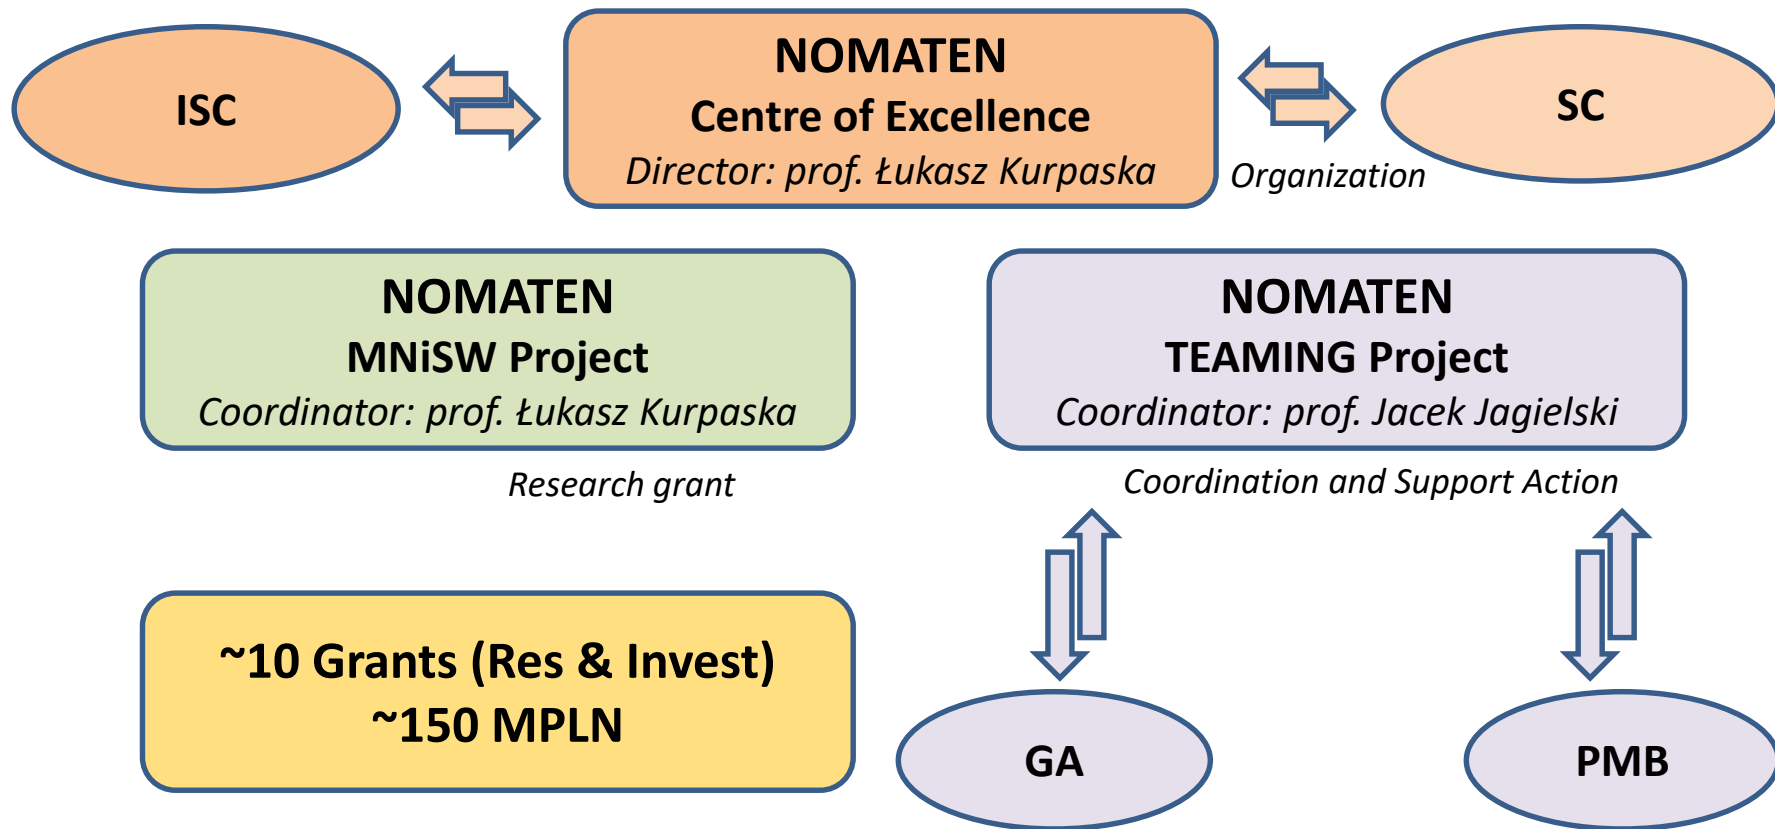 ISC
NOMATEN
Centre of Excellence
Director: prof. Łukasz Kurpaska
SC
Organization
NOMATEN
MNiSW Project
Coordinator: prof. Łukasz Kurpaska
Research grant
NOMATEN
TEAMING Project
Coordinator: prof. Jacek Jagielski
Coordination and Support Action
~10 Grants (Res & Invest)
~150 MPLN
GA
PMB